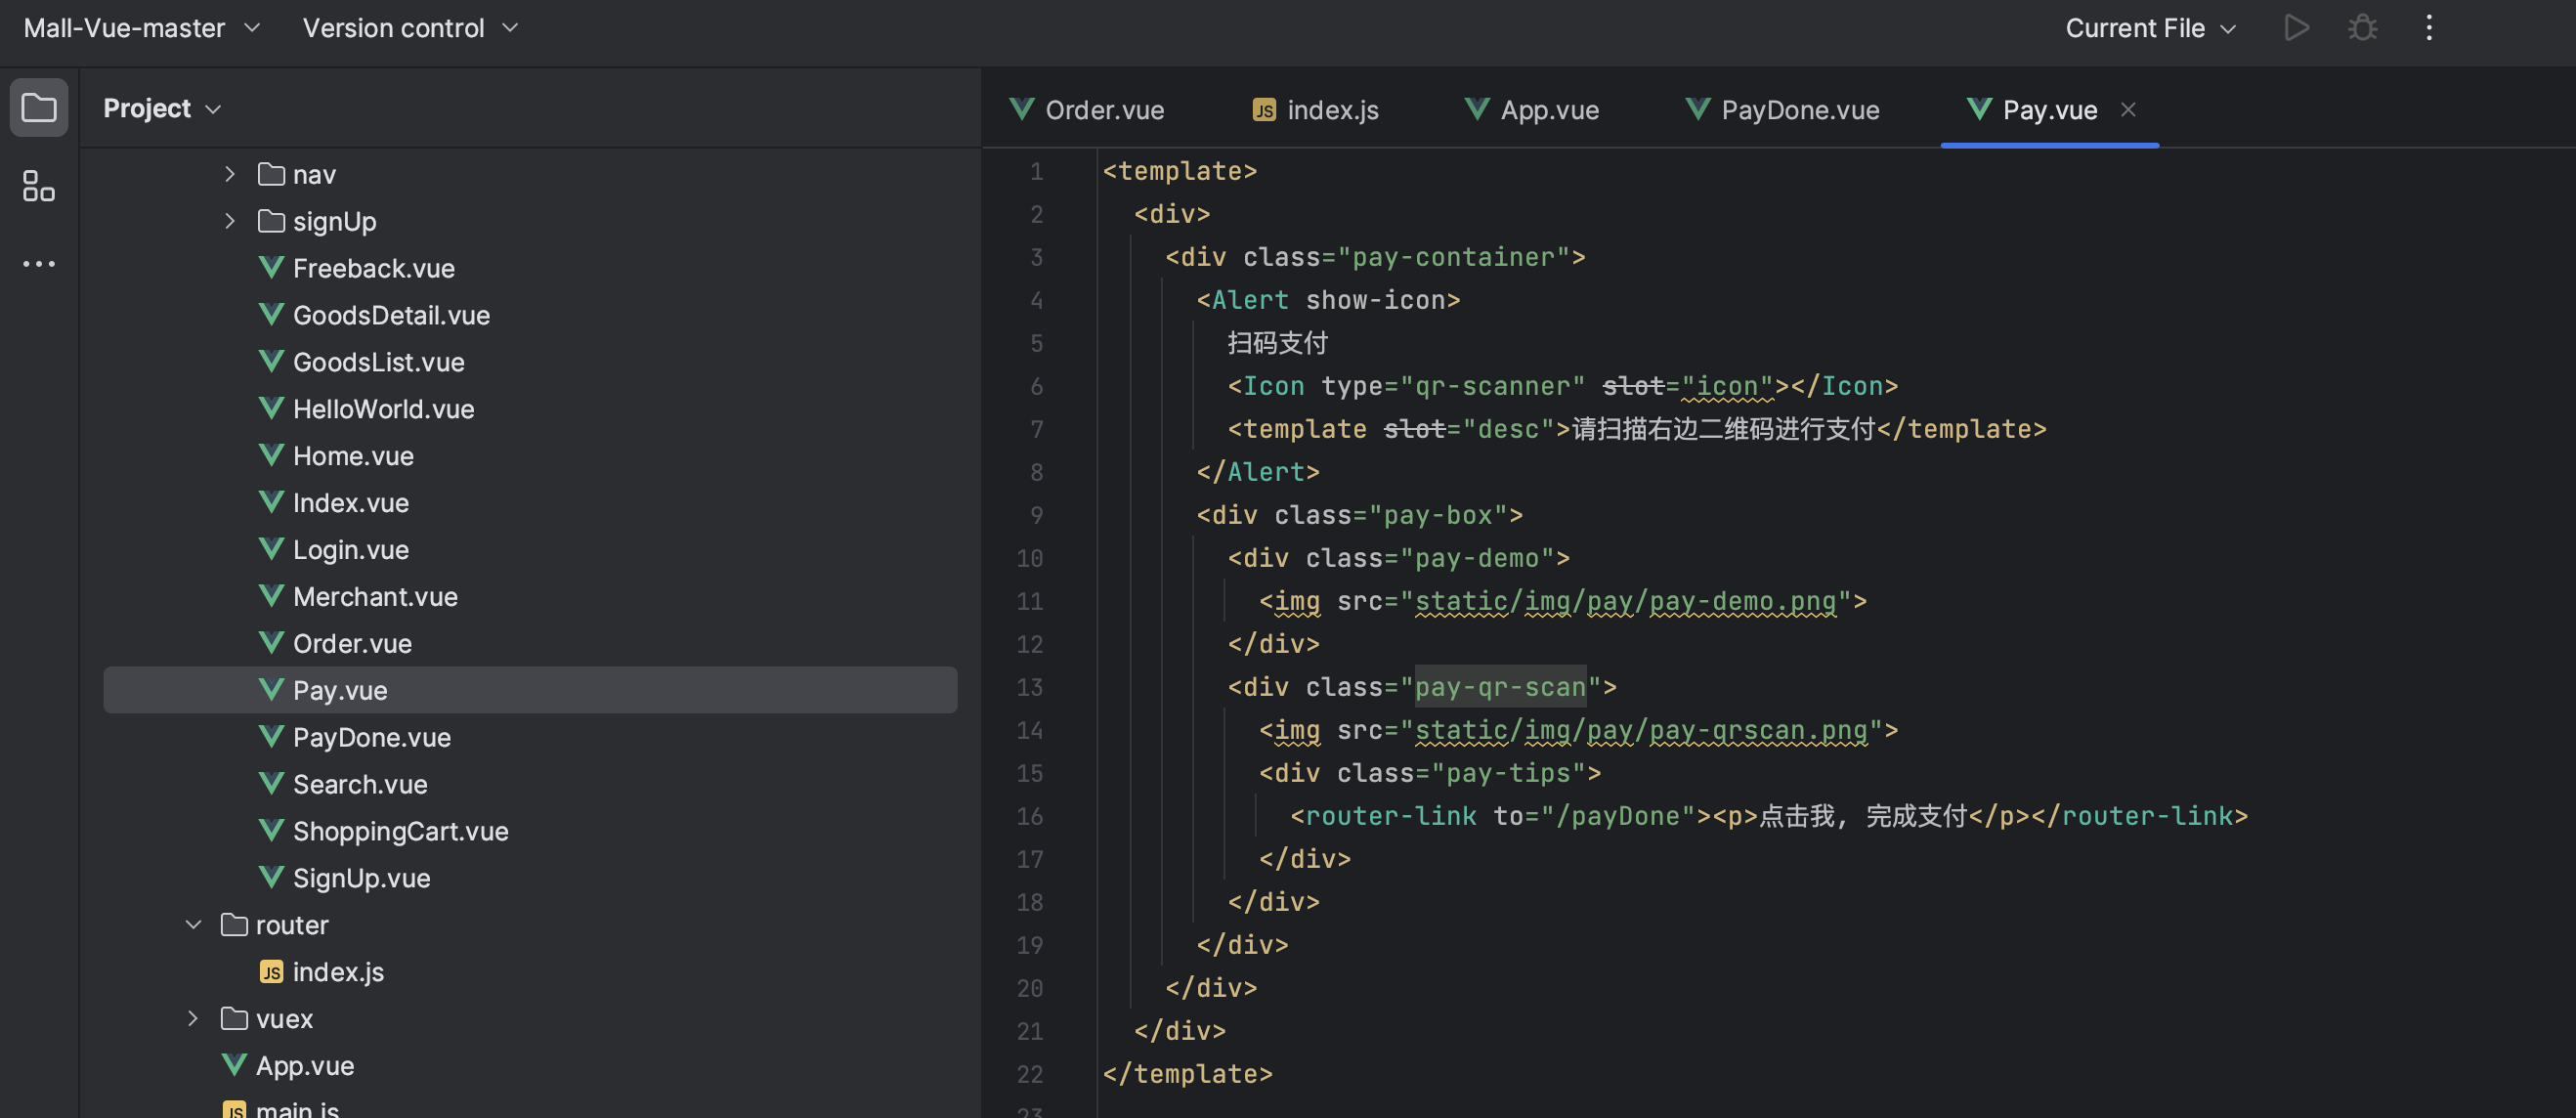 Mall-Vue-master Version control Current File
Project
nav
signUp
Freeback.vue
GoodsDetail.vue
GoodsList.vue
HelloWorld.vue
Home.vue
Index.vue
Login.vue
Merchant.vue
Order.vue
Pay.vue
PayDone.vue
Search.vue
ShoppingCart.vue
SignUp.vue
router
JS index.js
vuex
App.vue
JS main.js
Order.vue JS index.js App.vue PayDone.vue Pay.vue
1 <template>
2 <div>
3 <div class="pay-container">
4 <Alert show-icon>
5 扫码支付
6 <Icon type="qr-scanner" slot="icon"></Icon>
7 <template slot="desc">请扫描右边二维码进行支付</template>
8 </Alert>
9 <div class="pay-box">
10 <div class="pay-demo">
11 <img src="static/img/pay/pay-demo.png">
12 </div>
13 <div class="pay-qr-scan">
14 <img src="static/img/pay/pay-qrscan.png">
15 <div class="pay-tips">
16 <router-link to="/payDone"><p>点击我, 完成支付</p></router-link>
17 </div>
18 </div>
19 </div>
20 </div>
21 </div>
22 </template>
23